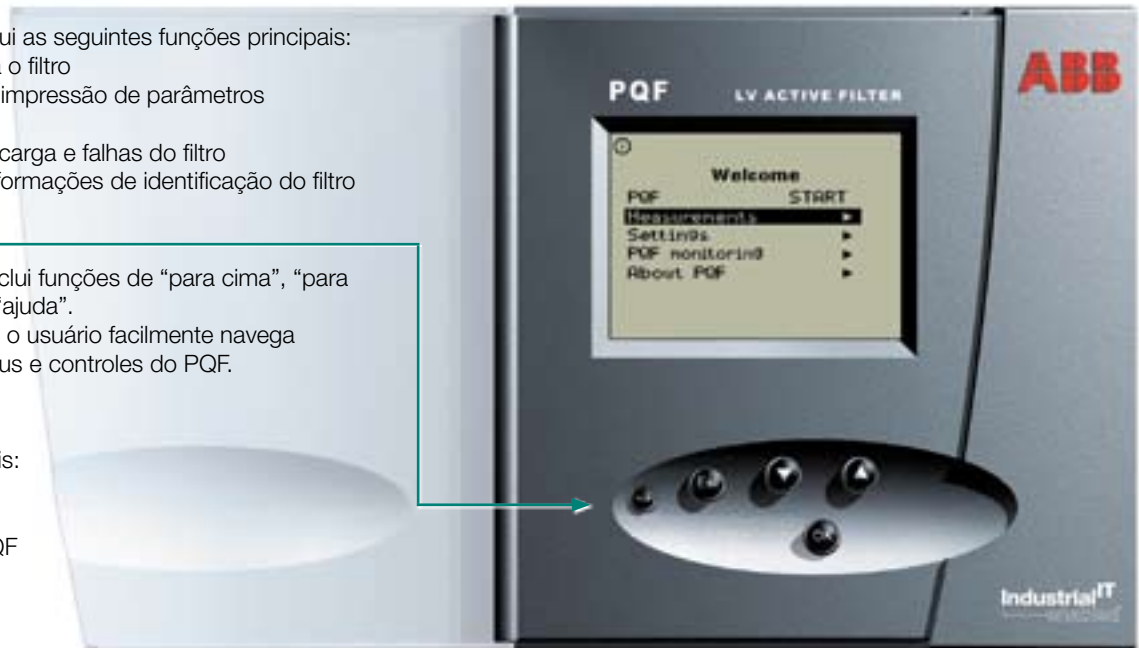 ui as seguintes funções principais:
o filtro
impressão de parâmetros
carga e falhas do filtro
formações de identificação do filtro
clui funções de “para cima”, “para
“ajuda”.
o usuário facilmente navega
us e controles do PQF.
is:
QF
PQF LV ACTIVE FILTER
ABB
Welcome
PQF START
Measurements
Settings
PQF monitoring
About PQF
OK
Industrial IT
enabled